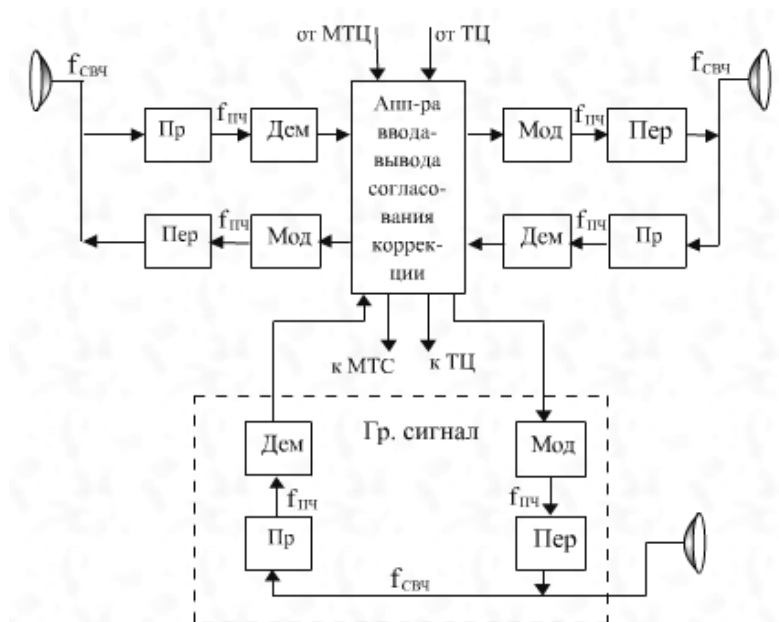 от МТЦ
от ТЦ
fСВЧ
fСВЧ
Апп-ра
ввода-
вывода
согласо-
вания
коррек-
ции
Пр
fПЧ
Дем
Мод
fПЧ
Пер
Пер
fПЧ
Мод
Дем
fПЧ
Пр
к МТС
к ТЦ
Гр. сигнал
Дем
Мод
fПЧ
fПЧ
Пр
Пер
fСВЧ